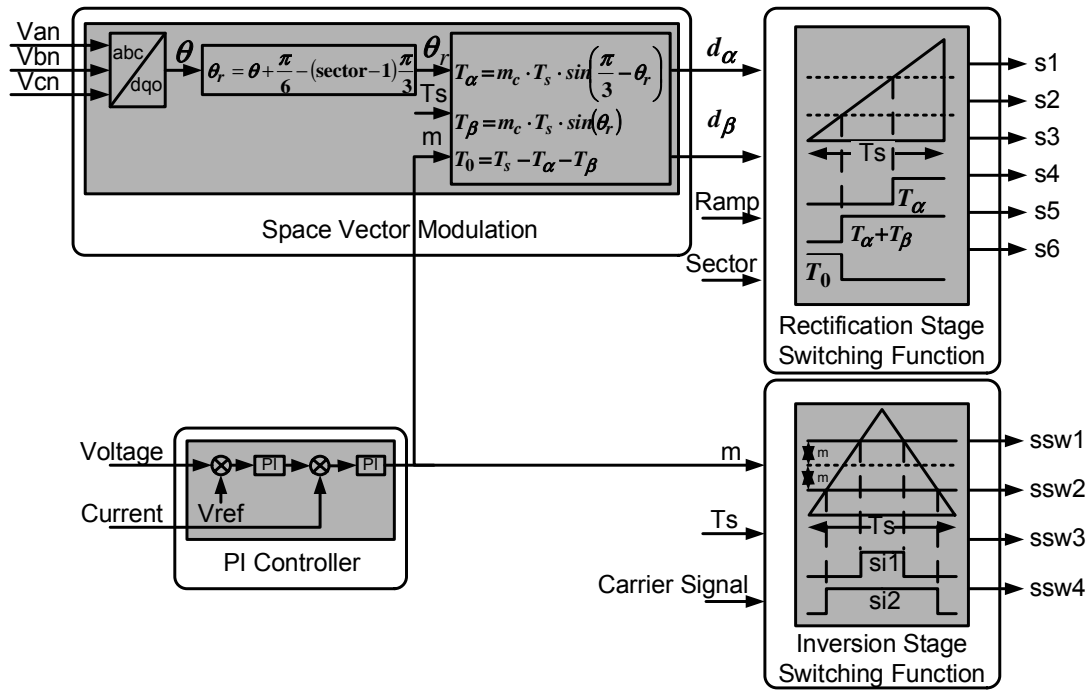 Van
Vbn
Vcn
abc
dqo
θ
θr = θ + π/6 − (sector−1) π/3
θr
Ts
m
Tα = mc · Ts · sin(π/3 − θr)
Tβ = mc · Ts · sin(θr)
T0 = Ts − Tα − Tβ
dα
dβ
Space Vector Modulation
Ramp
Sector
Ts
Tα
Tα+Tβ
T0
s1
s2
s3
s4
s5
s6
Rectification Stage
Switching Function
Voltage
Current
PI
PI
Vref
PI Controller
m
Ts
Carrier Signal
m
m
Ts
si1
si2
ssw1
ssw2
ssw3
ssw4
Inversion Stage
Switching Function